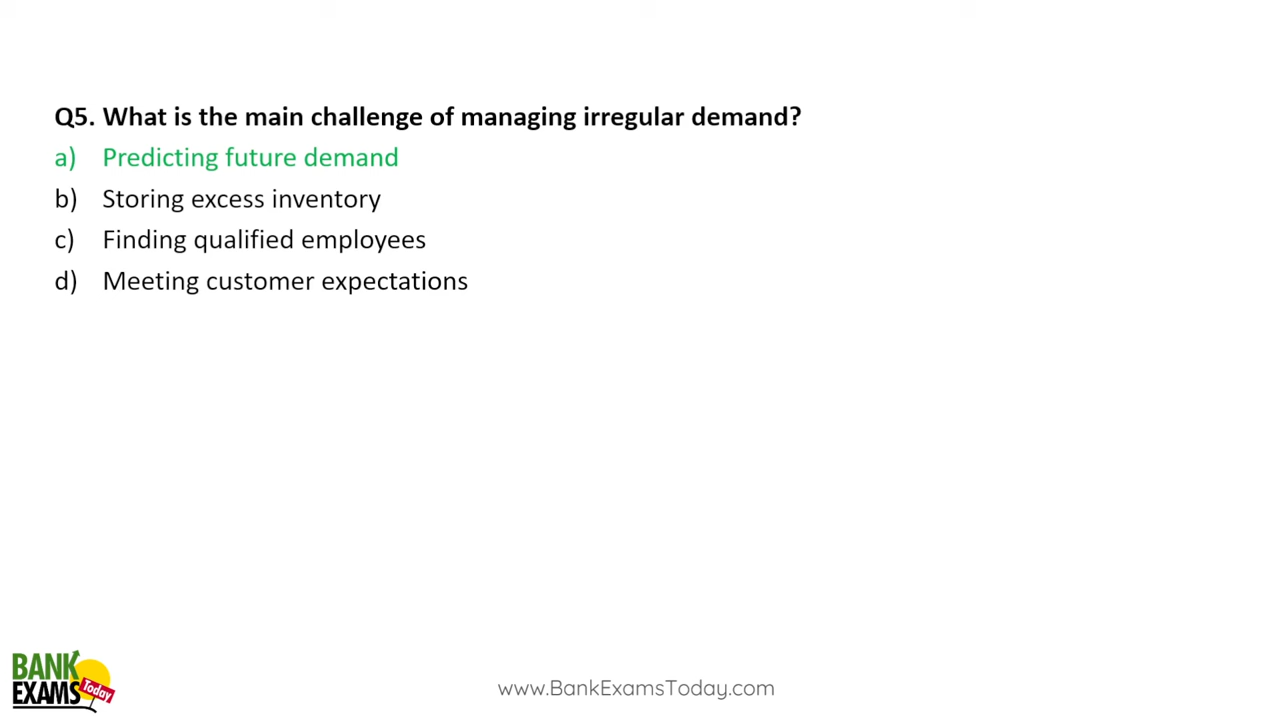 Q5. What is the main challenge of managing irregular demand?
a) Predicting future demand
b) Storing excess inventory
c) Finding qualified employees
d) Meeting customer expectations
BANK
EXAMS Today
www.BankExamsToday.com